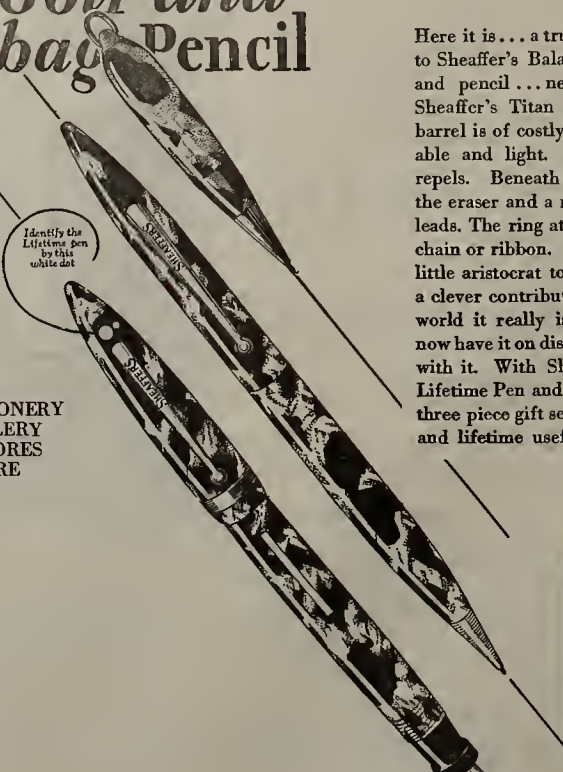 Golf and
bag Pencil
Here it is... a tru
to Sheaffer's Bala
and pencil... ne
Sheaffer's Titan
barrel is of costly
able and light.
repels. Beneath
the eraser and a
leads. The ring at
chain or ribbon.
little aristocrat to
a clever contribu
world it really is
now have it on dis
with it. With Sh
Lifetime Pen and
three piece gift se
and lifetime usef
Identify the
Lifetime pen
by this
white dot
SHEAFFER'S
SHEAFFER'S
ONERY
LERY
ORES
RE